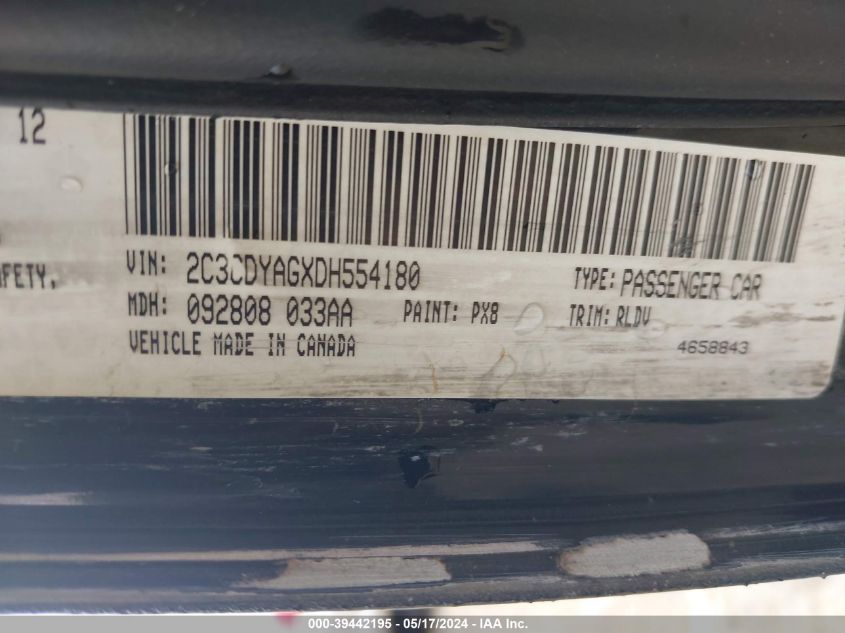 12
AFETY.
VIN: 2C3CDYAGXDH554180 TYPE: PASSENGER CAR
MDH: 092808 033AA PAINT: PX8 TRIM: RLDV
VEHICLE MADE IN CANADA 4658843
000-39442195 - 05/17/2024 - IAA Inc.